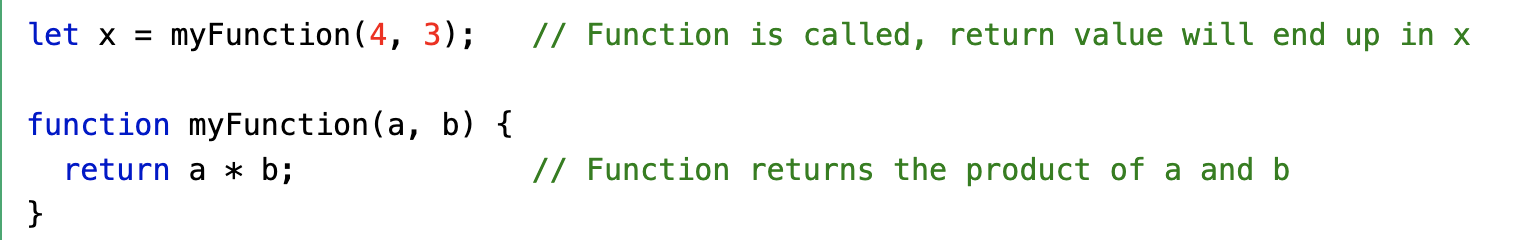 let x = myFunction(4, 3);   // Function is called, return value will end up in x
function myFunction(a, b) {
  return a * b;             // Function returns the product of a and b
}